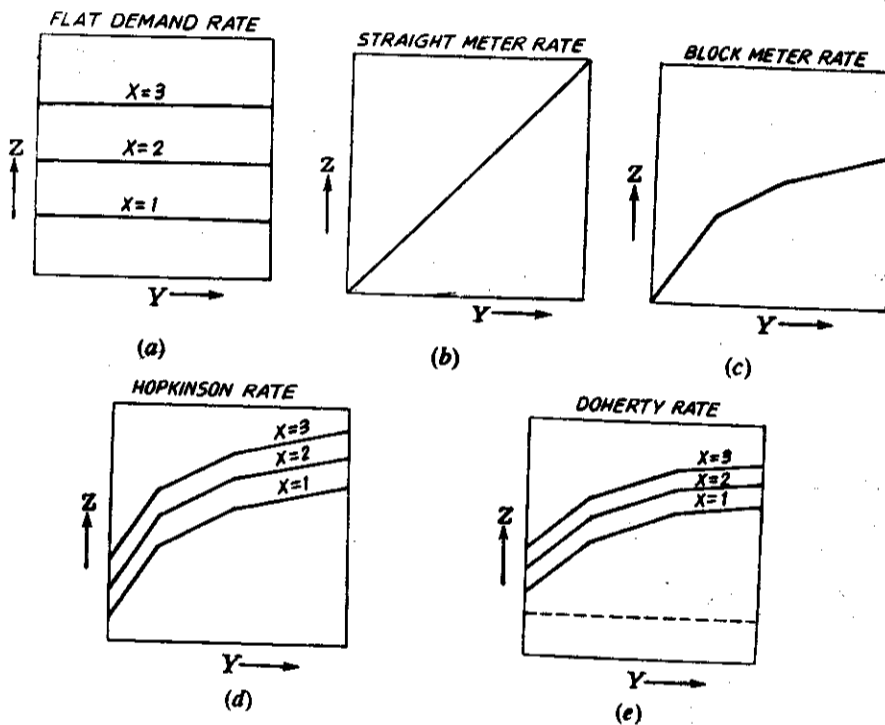 FLAT DEMAND RATE
X=3
X=2
X=1
Z
Y
(a)
STRAIGHT METER RATE
Z
Y
(b)
BLOCK METER RATE
Z
Y
(c)
HOPKINSON RATE
X=3
X=2
X=1
Z
Y
(d)
DOHERTY RATE
X=3
X=2
X=1
Z
Y
(e)